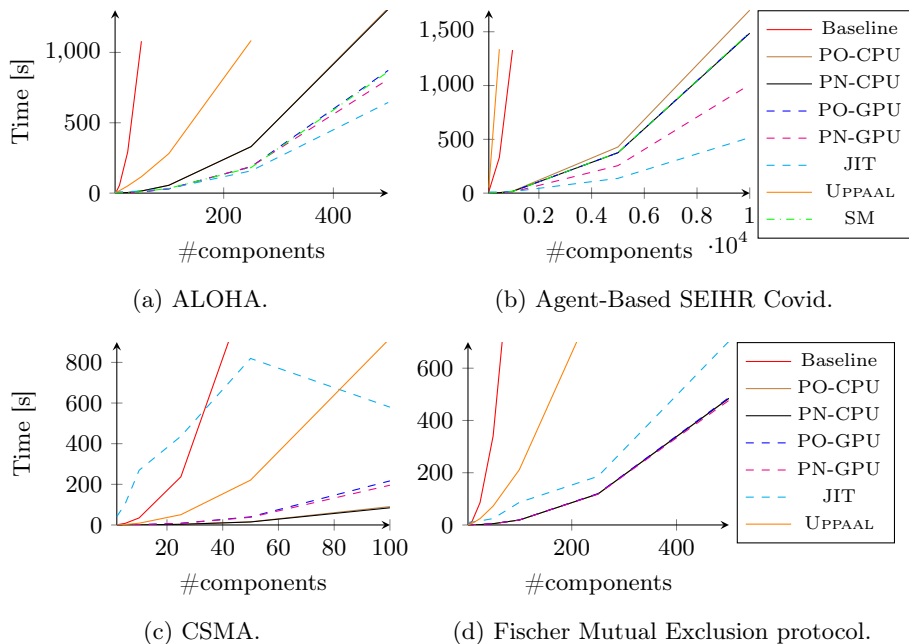 Time [s]
1,000
500
0
200
400
#components
(a) ALOHA.
1,500
1,000
500
0
0.2
0.4
0.6
0.8
1
·10⁴
#components
(b) Agent-Based SEIHR Covid.
Baseline
PO-CPU
PN-CPU
PO-GPU
PN-GPU
JIT
UPPAAL
SM
Time [s]
800
600
400
200
0
20
40
60
80
100
#components
(c) CSMA.
600
400
200
0
200
400
#components
(d) Fischer Mutual Exclusion protocol.
Baseline
PO-CPU
PN-CPU
PO-GPU
PN-GPU
JIT
UPPAAL